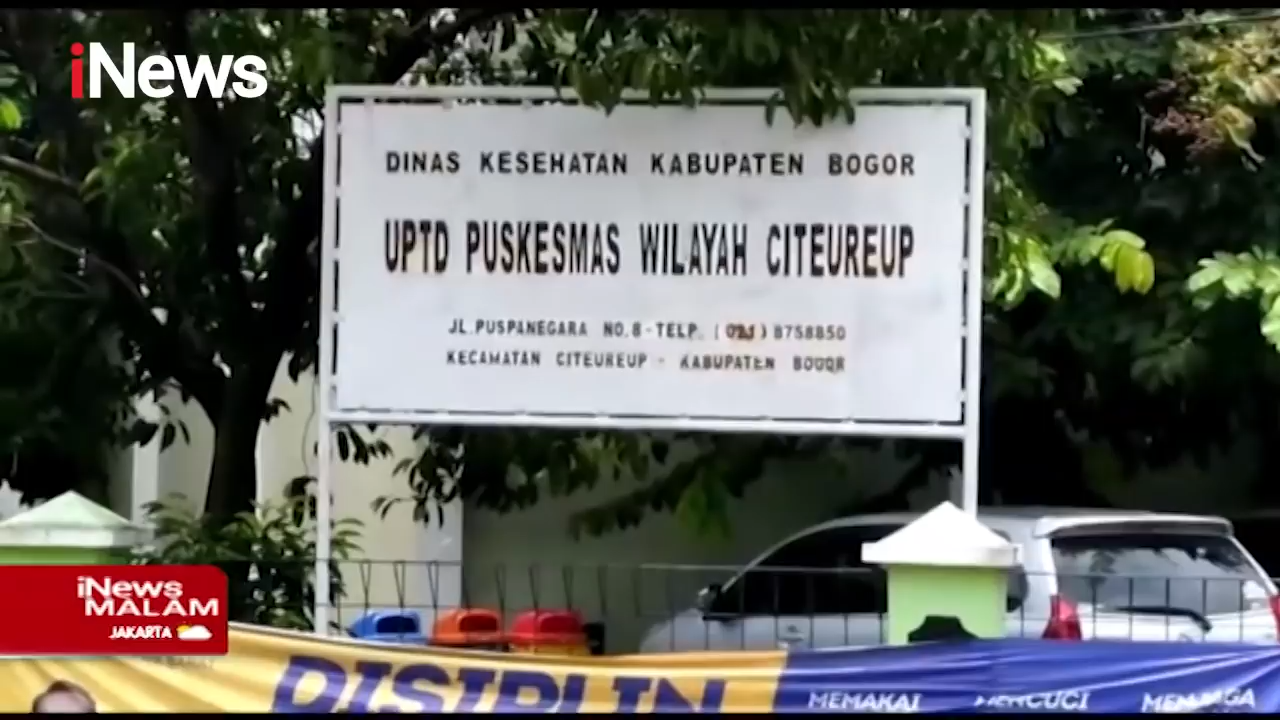 iNews
DINAS KESEHATAN KABUPATEN BOGOR
UPTD PUSKESMAS WILAYAH CITEUREUP
JL.PUSPANEGARA NO.8-TELP. (021) 8758850
KECAMATAN CITEUREUP - KABUPATEN BOGOR
iNews
MALAM
JAKARTA
DISIPLIN
MEMAKAI MENCUCI MENJAGA